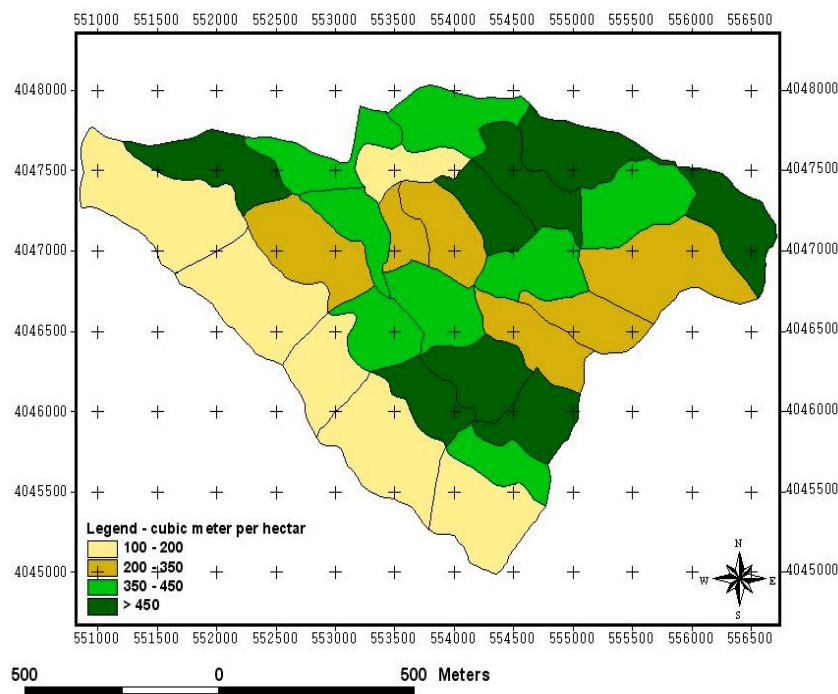 551000 551500 552000 552500 553000 553500 554000 554500 555000 555500 556000 556500
4048000 4048000
4047500 4047500
4047000 4047000
4046500 4046500
4046000 4046000
4045500 4045500
Legend - cubic meter per hectar
100 - 200
200 - 350
350 - 450
> 450
4045000 4045000
N
W E
S
551000 551500 552000 552500 553000 553500 554000 554500 555000 555500 556000 556500
500 0 500 Meters